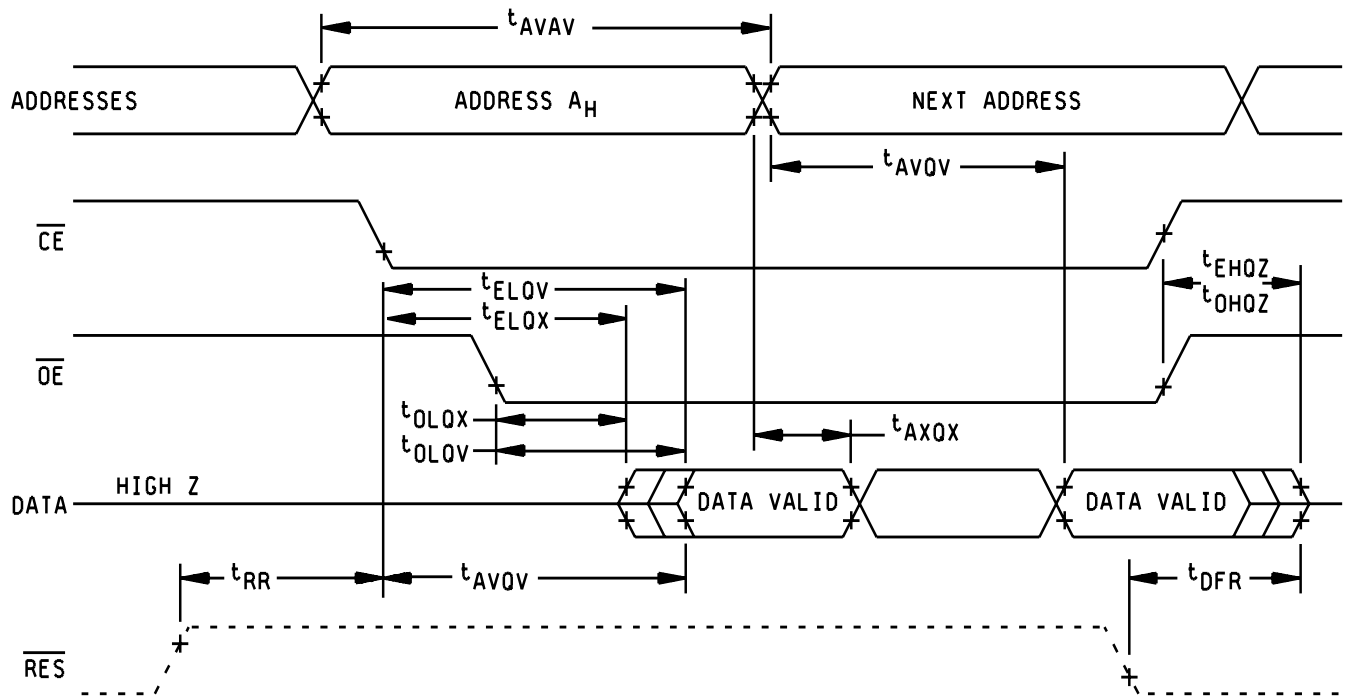 tAVAV
ADDRESSES
ADDRESS AH
NEXT ADDRESS
tAVQV
CE
tEHQZ
tELQV
tOHQZ
tELQX
OE
tOLQX
tAXQX
tOLQV
HIGH Z
DATA
DATA VALID
DATA VALID
tRR
tAVQV
tDFR
RES